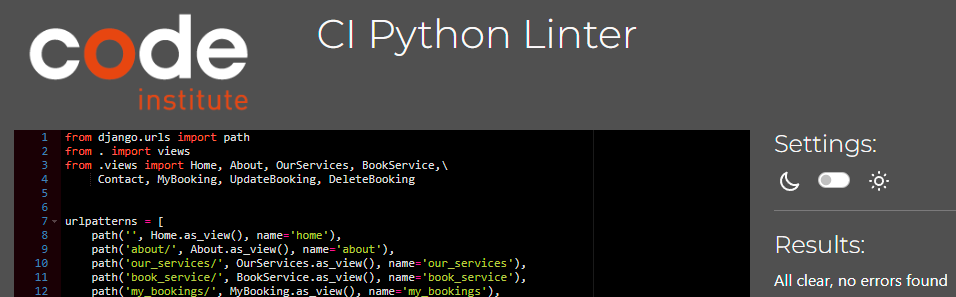 code
institute
CI Python Linter
1 from django.urls import path
2 from . import views
3 from .views import Home, About, OurServices, BookService,\
4     Contact, MyBooking, UpdateBooking, DeleteBooking
5
6
7 urlpatterns = [
8     path('', Home.as_view(), name='home'),
9     path('about/', About.as_view(), name='about'),
10     path('our_services/', OurServices.as_view(), name='our_services'),
11     path('book_service/', BookService.as_view(), name='book_service'),
12     path('my_bookings/', MyBooking.as_view(), name='my_bookings'),
Settings:
Results:
All clear, no errors found